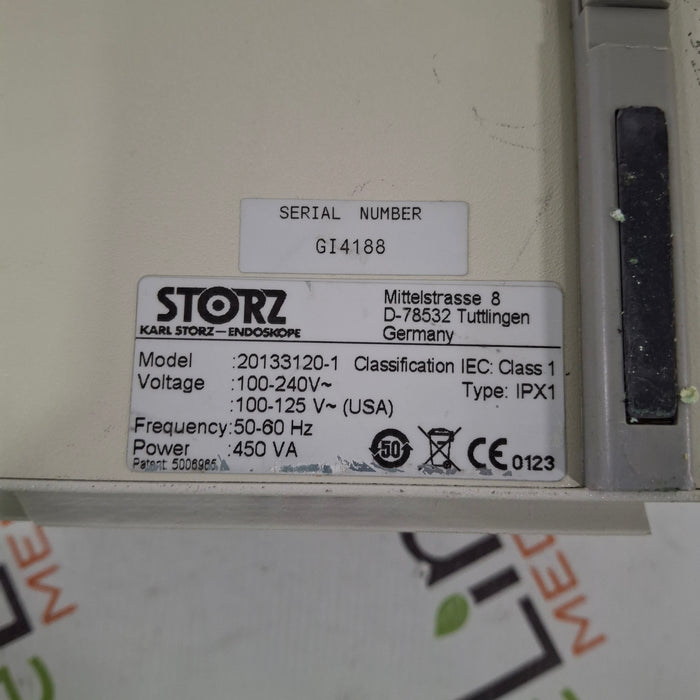 SERIAL NUMBER
GI4188
STORZ
KARL STORZ—ENDOSKOPE
Mittelstrasse 8
D-78532 Tuttlingen
Germany
Model :20133120-1 Classification IEC: Class 1
Voltage :100-240V~ Type: IPX1
:100-125 V~ (USA)
Frequency:50-60 Hz
Power :450 VA
Patent 5006965
50
CE 0123
MED
MED